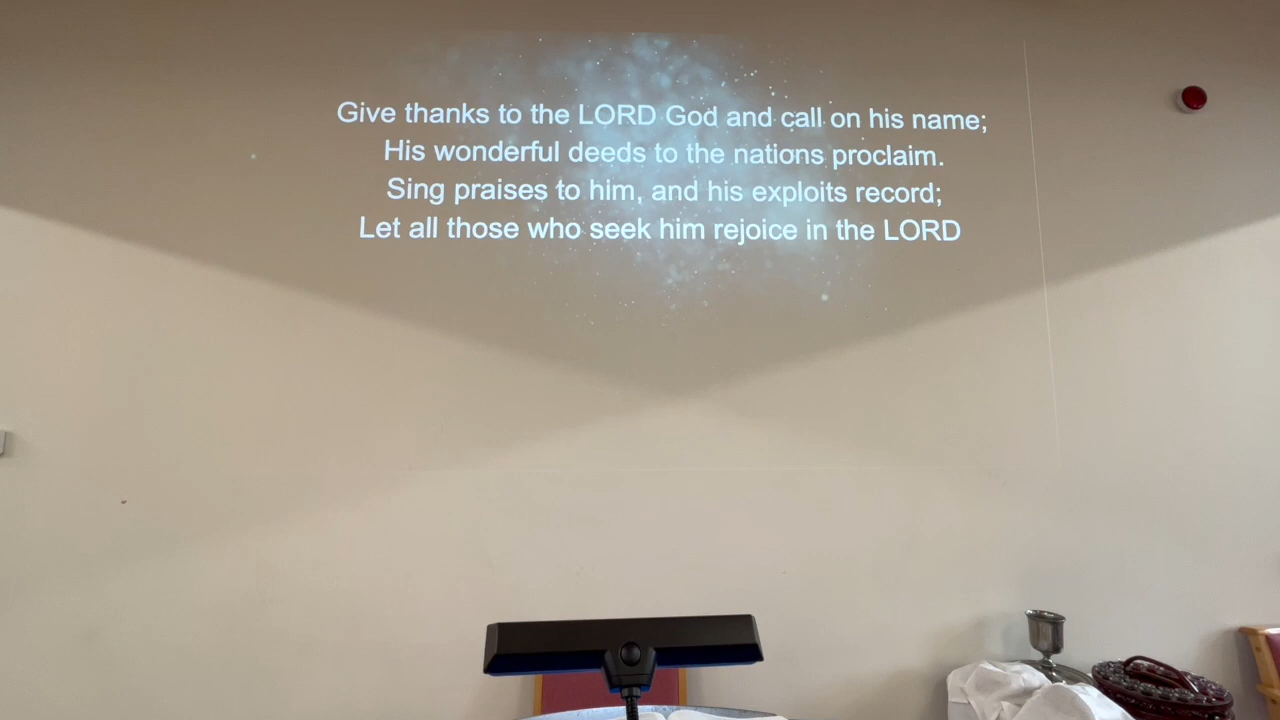 Give thanks to the LORD God and call on his name;
His wonderful deeds to the nations proclaim.
Sing praises to him, and his exploits record;
Let all those who seek him rejoice in the LORD